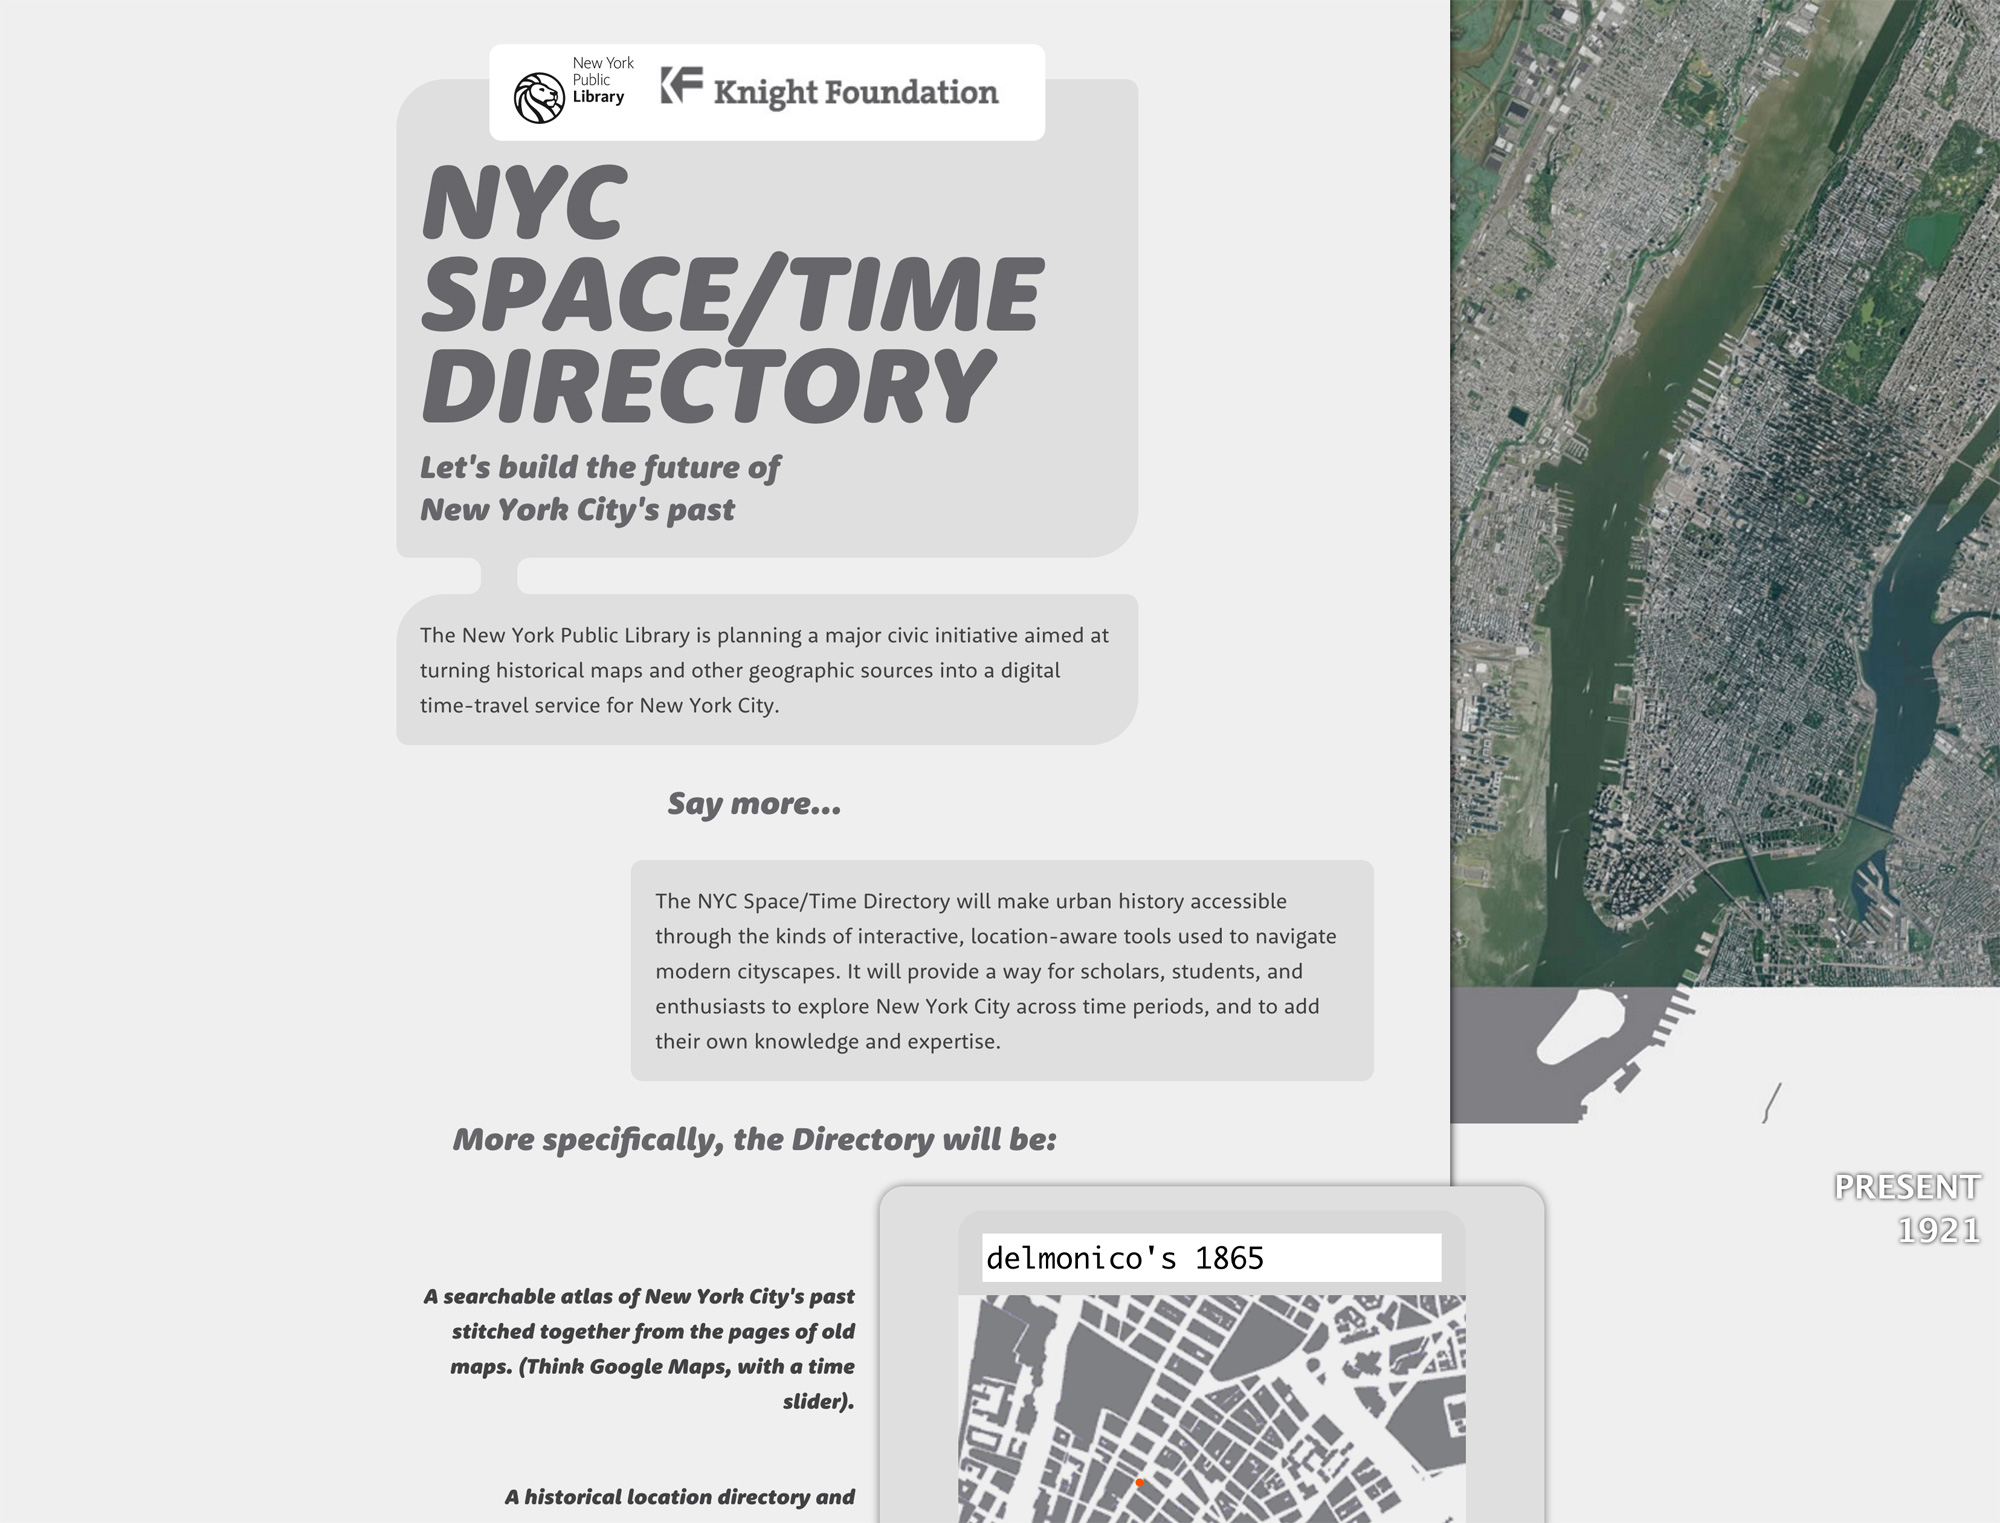 New York
Public
Library
Knight Foundation
NYC
SPACE/TIME
DIRECTORY
Let's build the future of
New York City's past
The New York Public Library is planning a major civic initiative aimed at
turning historical maps and other geographic sources into a digital
time-travel service for New York City.
Say more...
The NYC Space/Time Directory will make urban history accessible
through the kinds of interactive, location-aware tools used to navigate
modern cityscapes. It will provide a way for scholars, students, and
enthusiasts to explore New York City across time periods, and to add
their own knowledge and expertise.
More specifically, the Directory will be:
PRESENT
1921
delmonico's 1865
A searchable atlas of New York City's past
stitched together from the pages of old
maps. (Think Google Maps, with a time
slider).
A historical location directory and